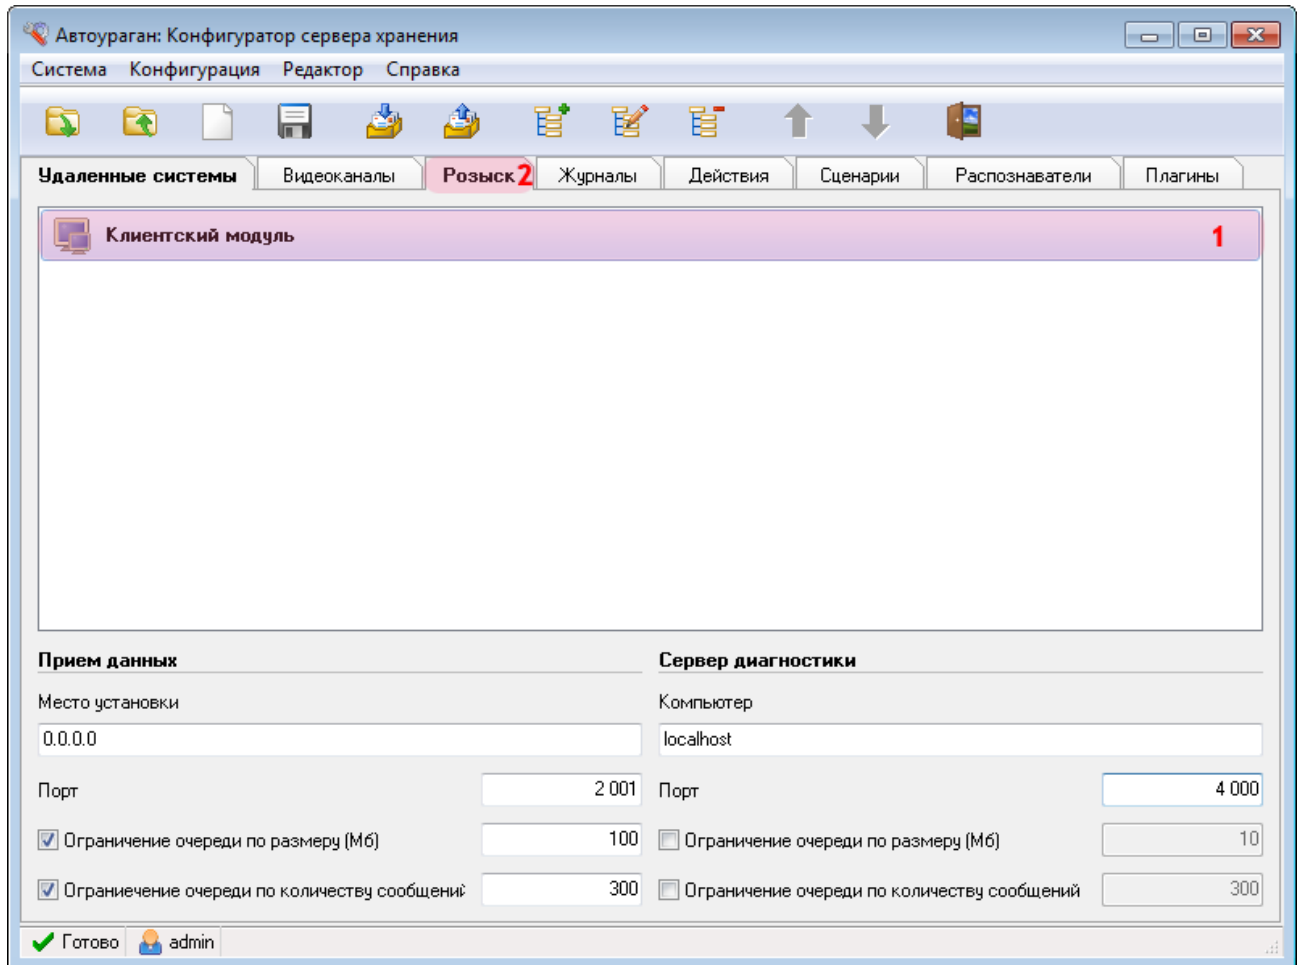 Автоураган: Конфигуратор сервера хранения
Система Конфигурация Редактор Справка
Удаленные системы Видеоканалы Розыск 2 Журналы Действия Сценарии Распознаватели Плагины
Клиентский модуль 1
Прием данных Сервер диагностики
Место установки Компьютер
0.0.0.0 localhost
Порт 2 001 Порт 4 000
Ограничение очереди по размеру (Мб) 100 Ограничение очереди по размеру (Мб) 10
Ограниечение очереди по количеству сообщений 300 Ограничение очереди по количеству сообщений 300
Готово admin